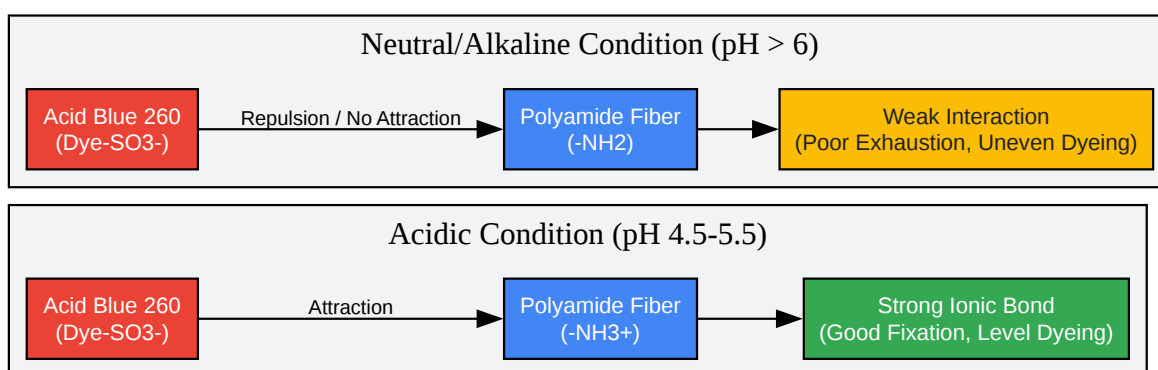 Neutral/Alkaline Condition (pH > 6)
Acid Blue 260
(Dye-SO3-)
Repulsion / No Attraction
Polyamide Fiber
(-NH2)
Weak Interaction
(Poor Exhaustion, Uneven Dyeing)
Acidic Condition (pH 4.5-5.5)
Acid Blue 260
(Dye-SO3-)
Attraction
Polyamide Fiber
(-NH3+)
Strong Ionic Bond
(Good Fixation, Level Dyeing)